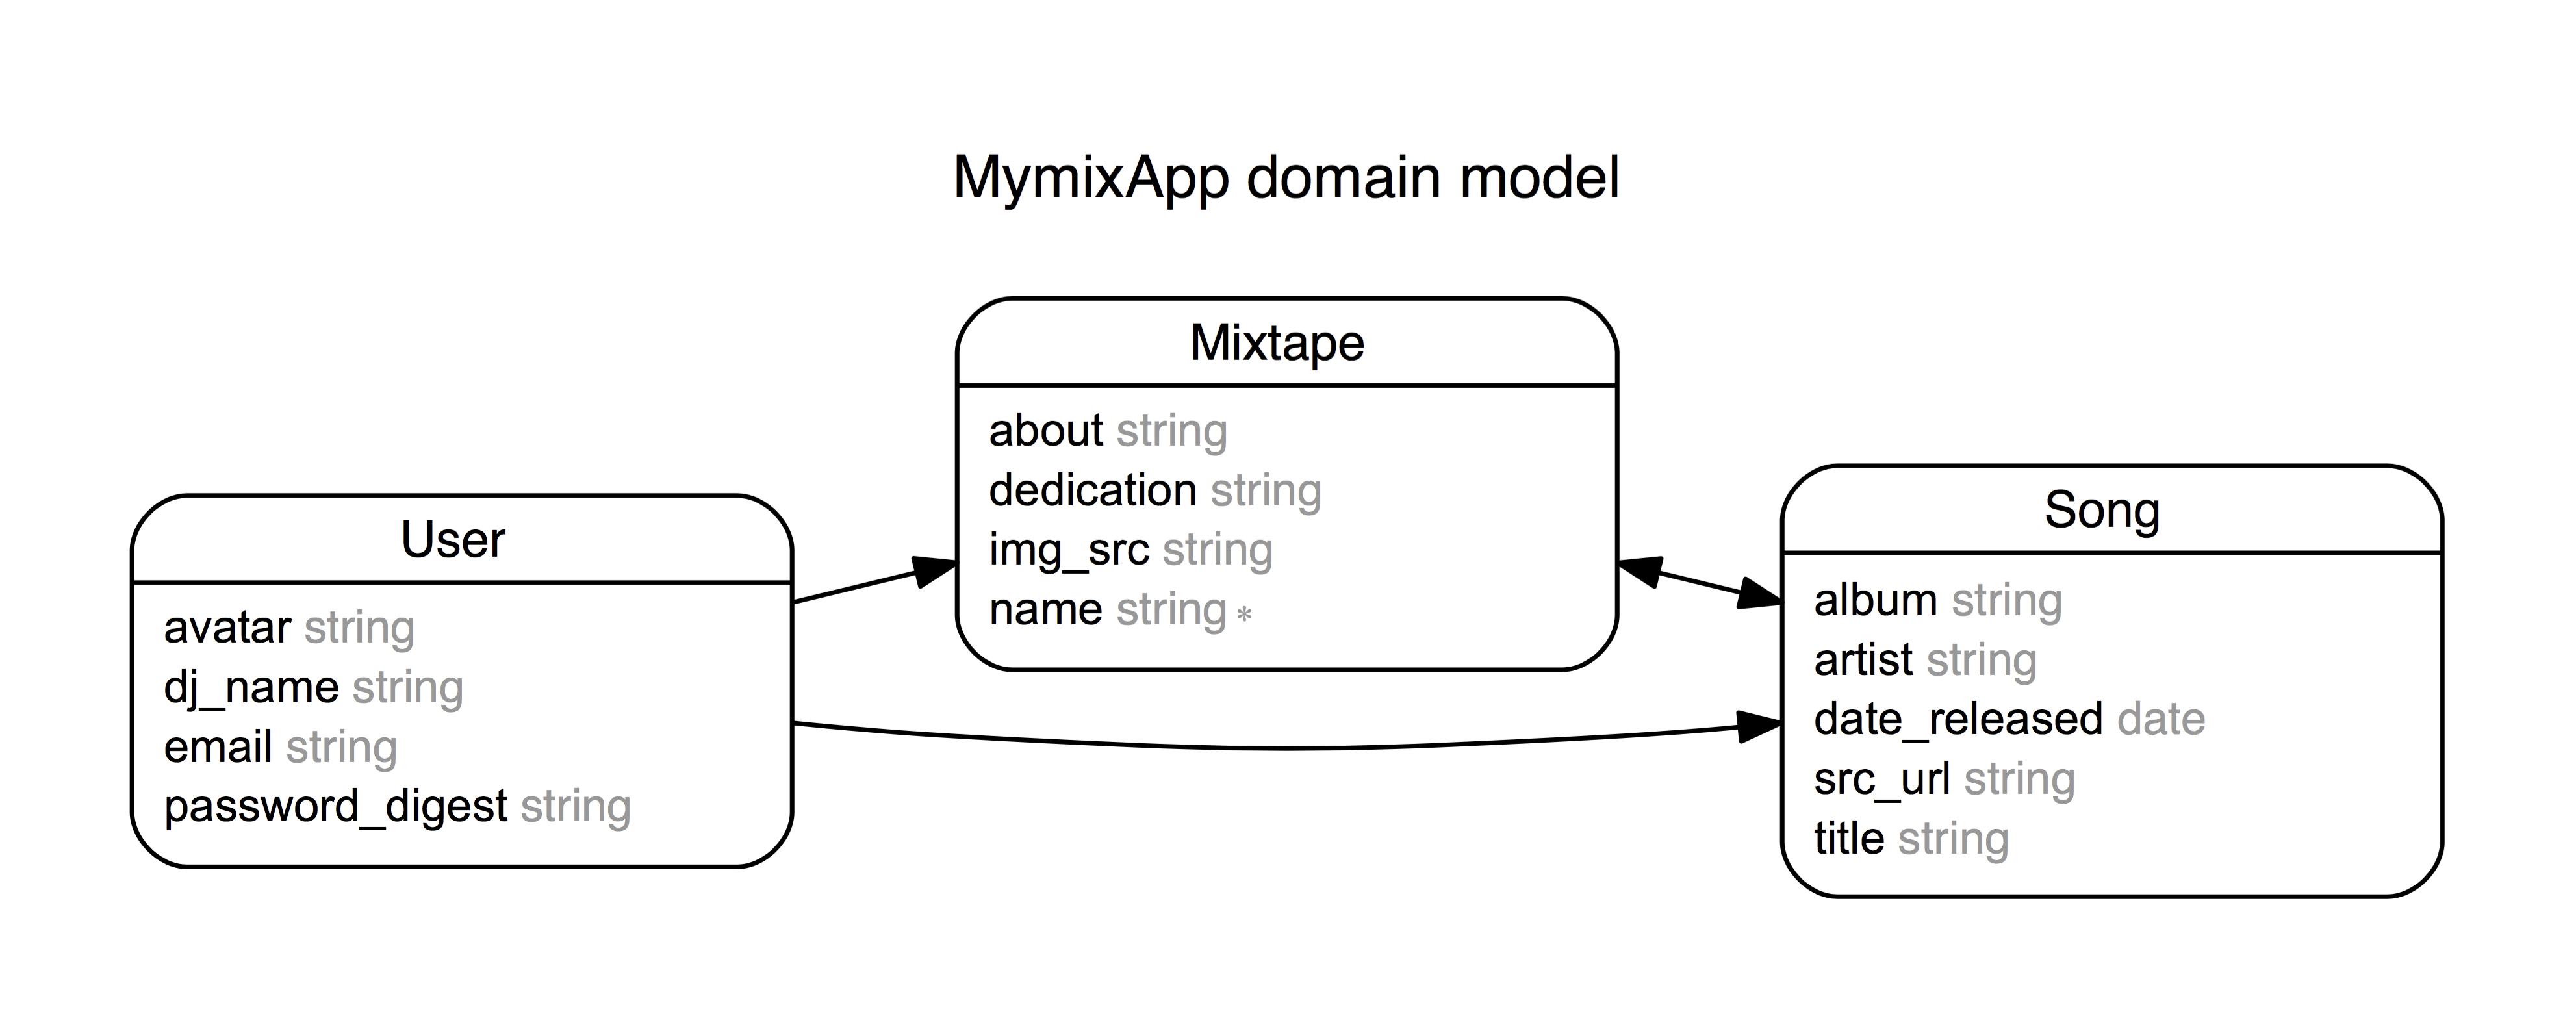 MymixApp domain model
User
avatar string
dj_name string
email string
password_digest string
Mixtape
about string
dedication string
img_src string
name string *
Song
album string
artist string
date_released date
src_url string
title string